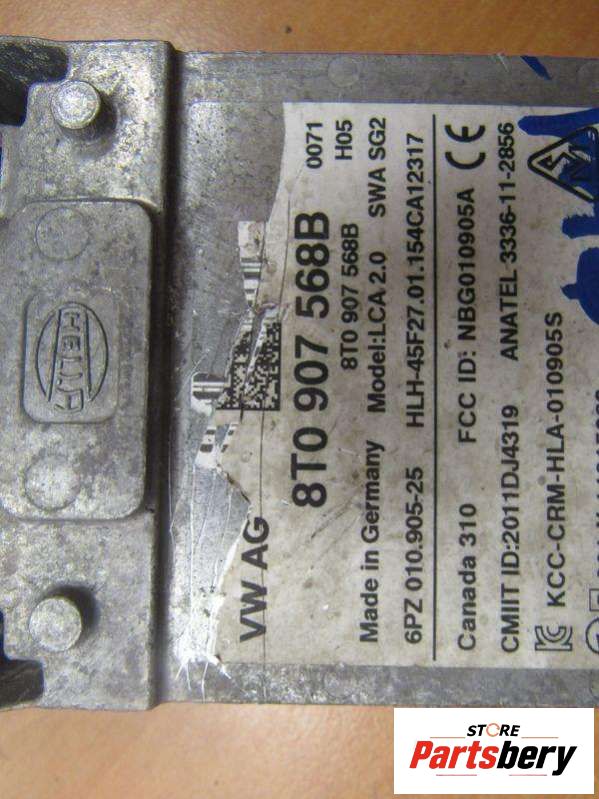 HELLA
VW AG
8T0 907 568B 0071
8T0 907 568B H05
Made in Germany Model:LCA 2.0 SWA SG2
6PZ 010.905-25 HLH-45F27.01.154CA12317
Canada 310 FCC ID: NBG010905A CE
CMIIT ID:2011DJ4319 ANATEL 3336-11-2856
KCC-CRM-HLA-010905S
STORE
Partsbery